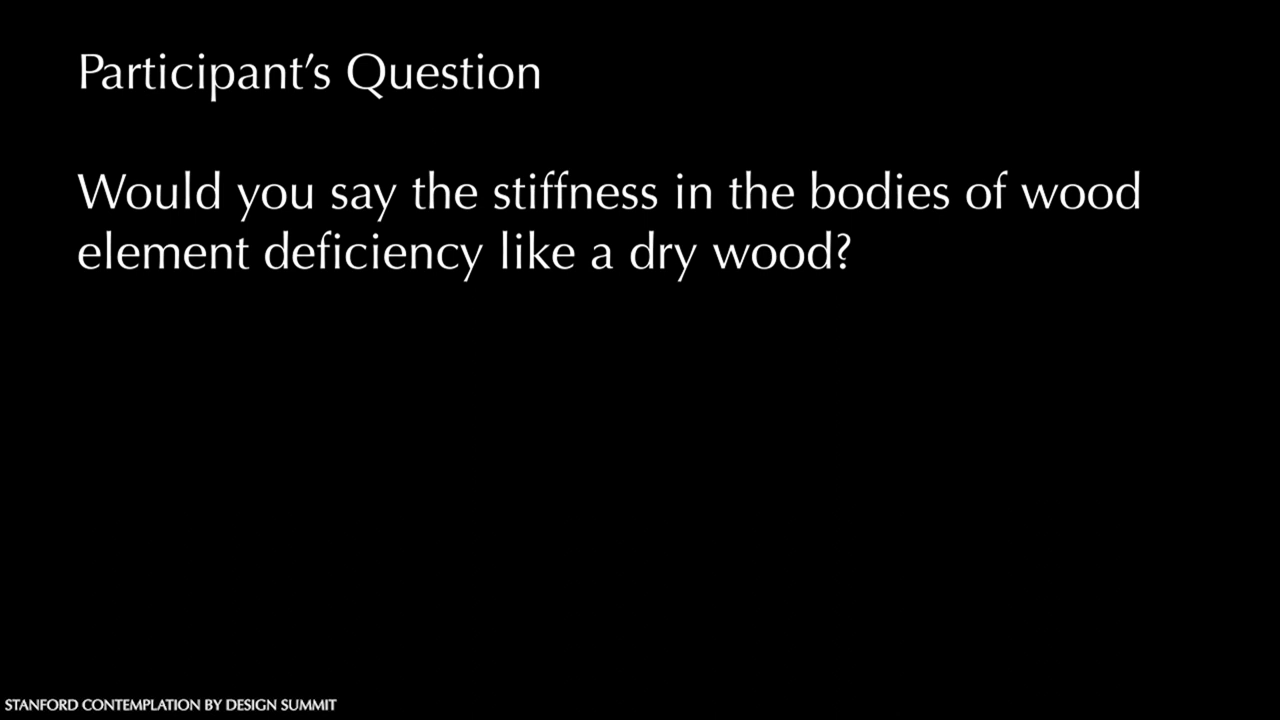 Participant’s Question
Would you say the stiffness in the bodies of wood
element deficiency like a dry wood?
STANFORD CONTEMPLATION BY DESIGN SUMMIT